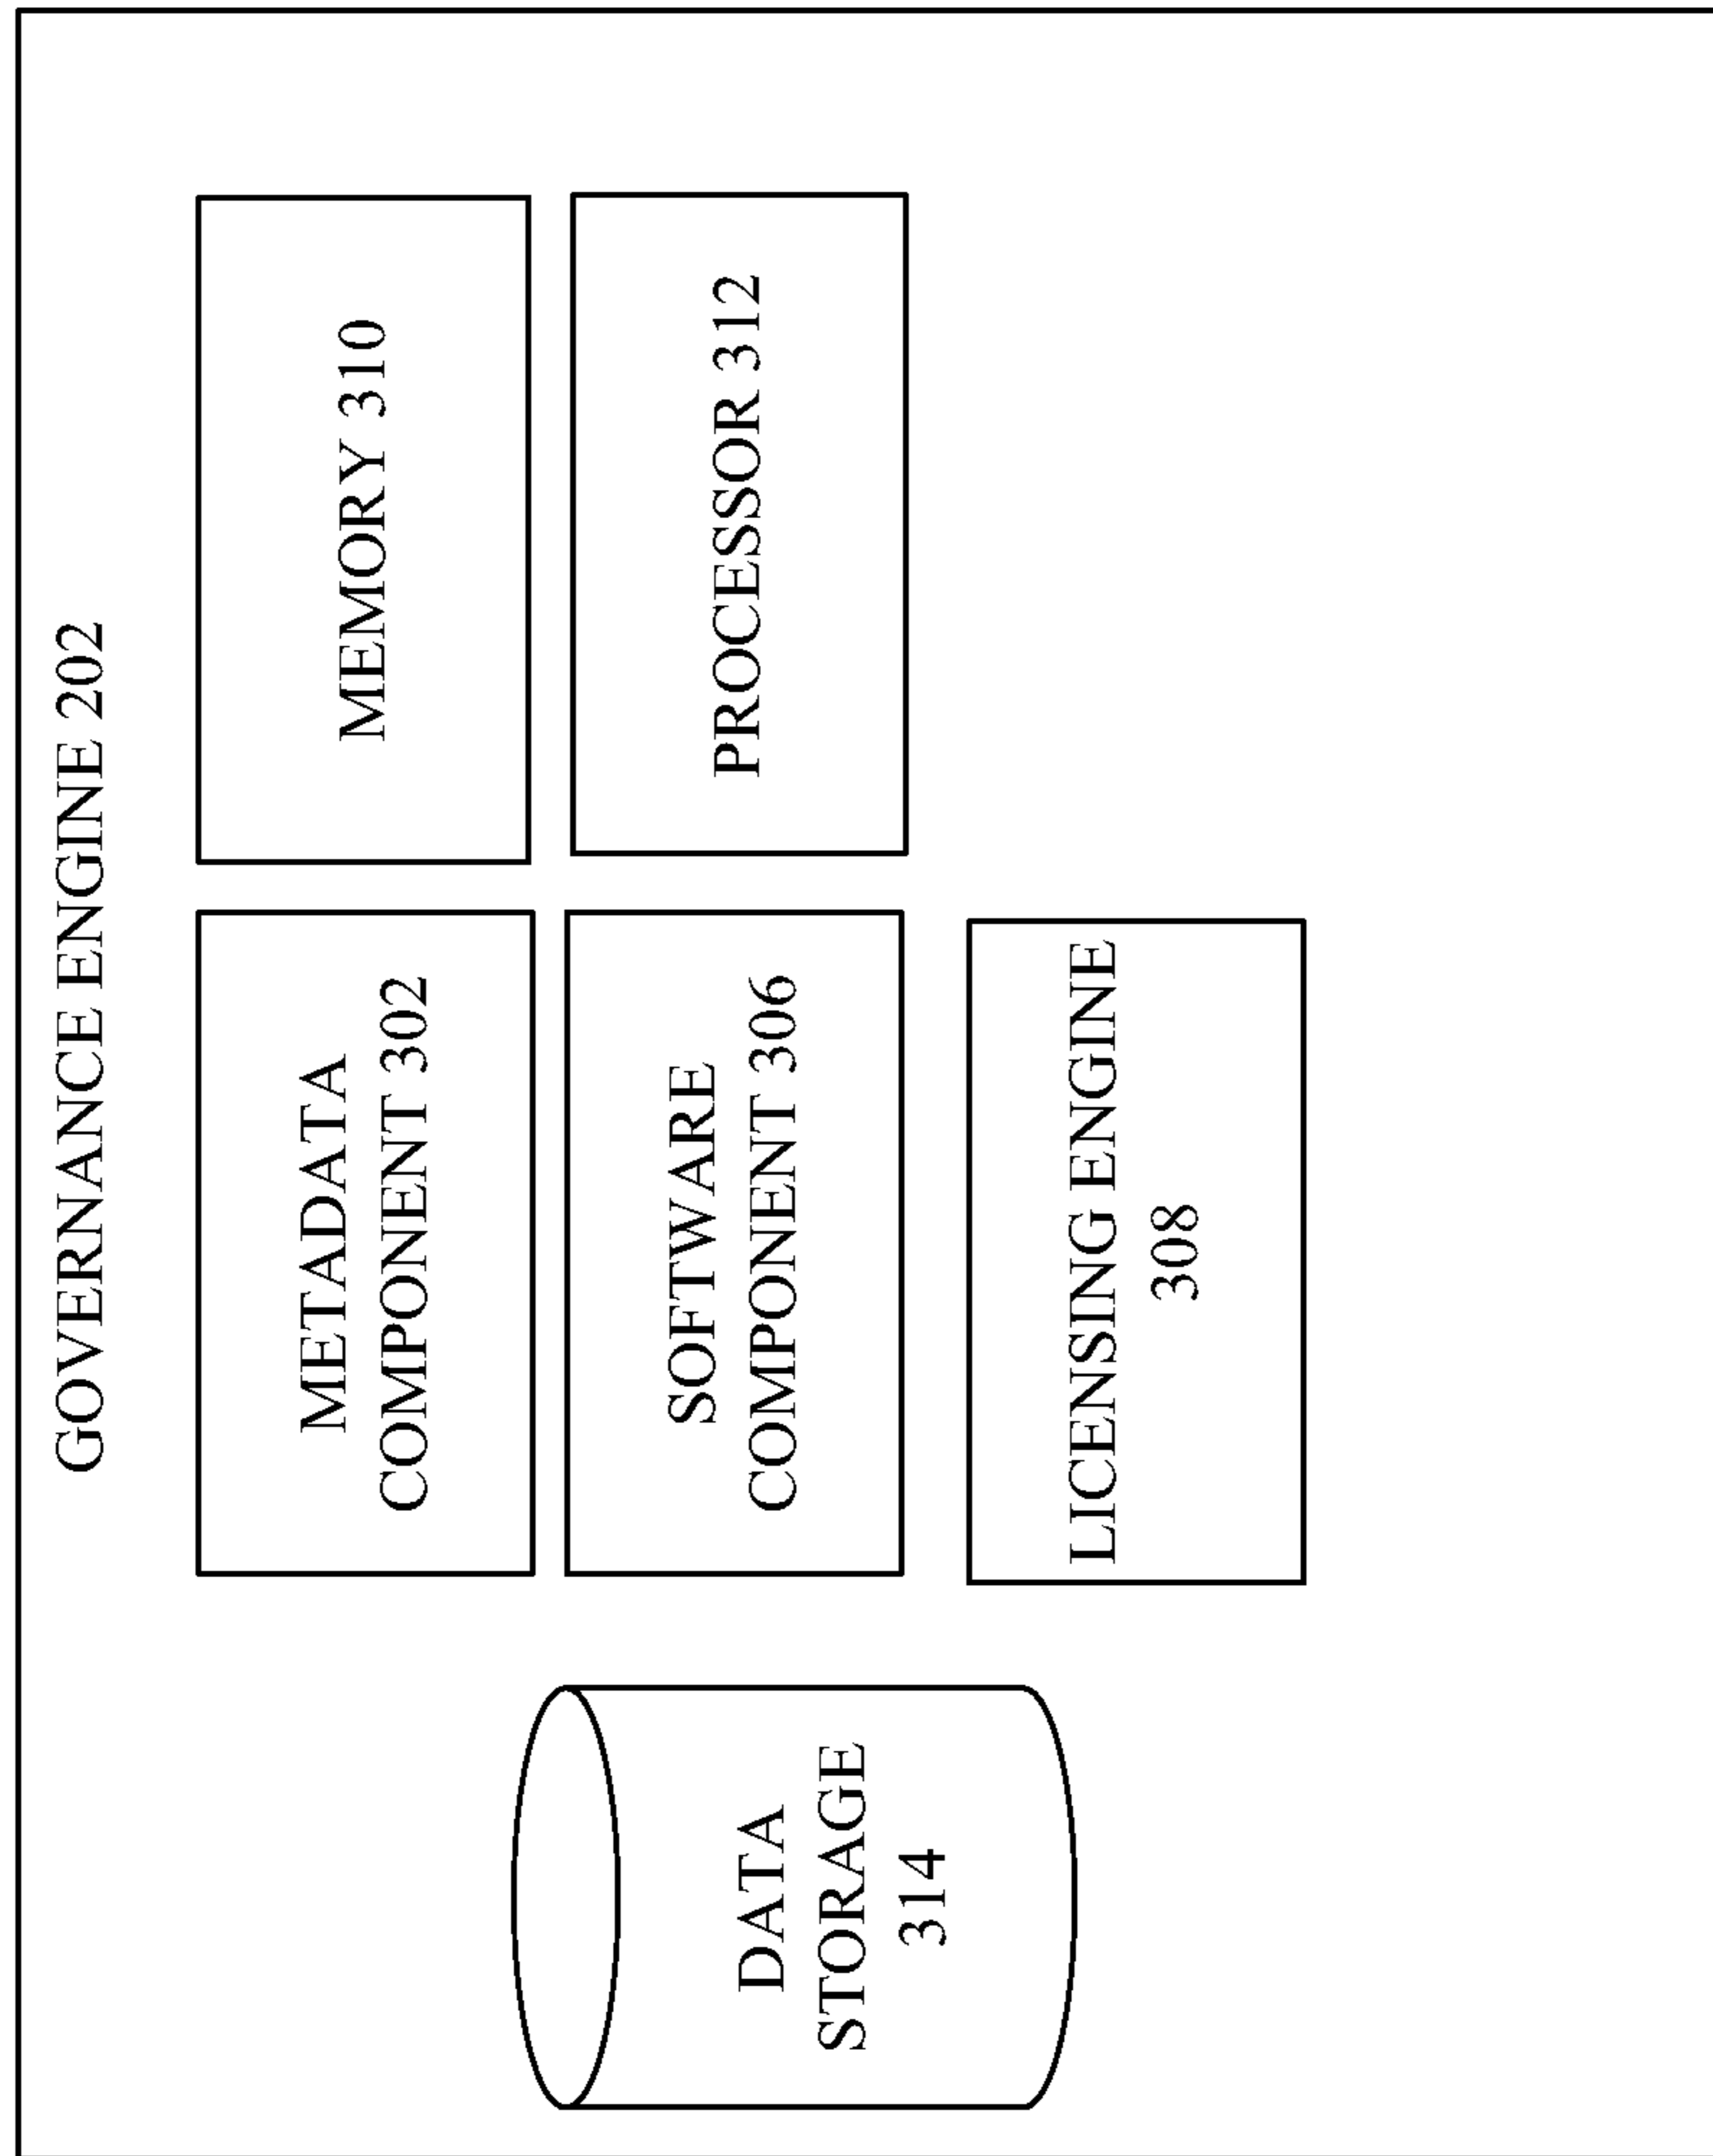 GOVERNANCE ENGINE 202
DATA
STORAGE
314
METADATA
COMPONENT 302
MEMORY 310
SOFTWARE
COMPONENT 306
PROCESSOR 312
LICENSING ENGINE
308